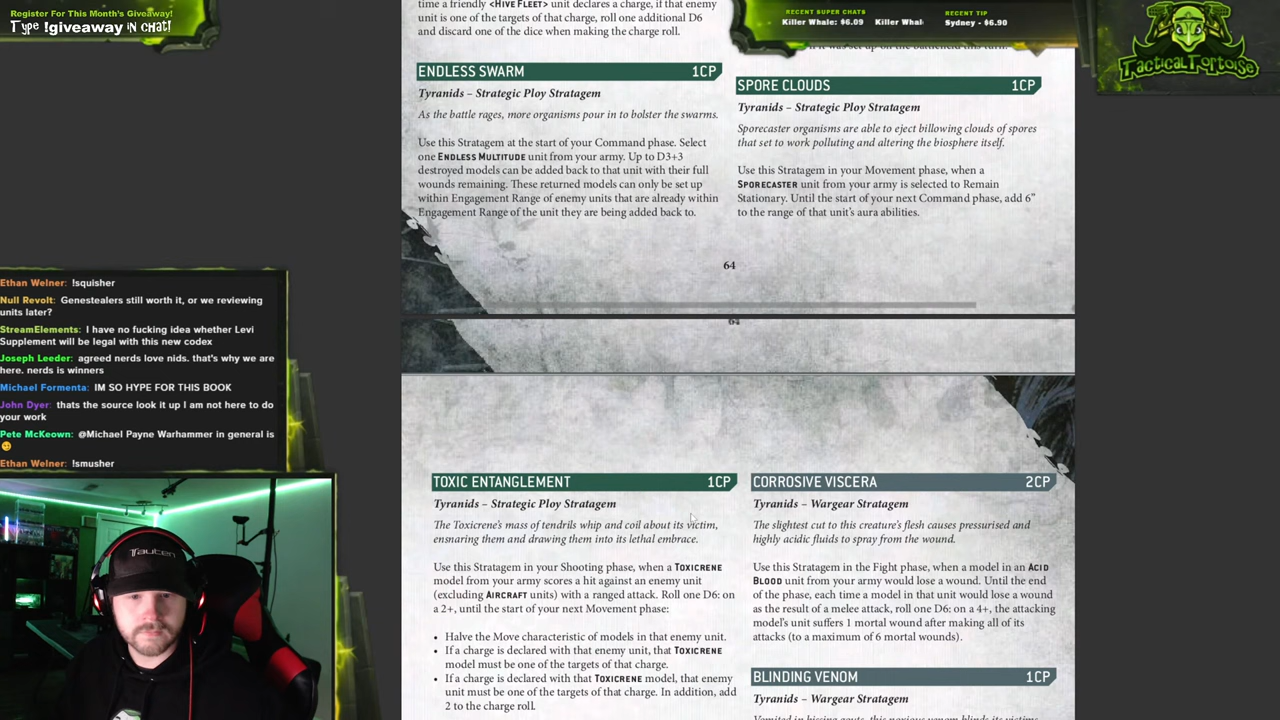 Register For This Month's Giveaway!
Type !giveaway in chat!
RECENT SUPER CHATS
Killer Whale: $6.09 Killer Whal
RECENT TIP
Sydney - $6.90
TacticalTortoise
time a friendly <HIVE FLEET> unit declares a charge, if that enemy
unit is one of the targets of that charge, roll one additional D6
and discard one of the dice when making the charge roll.
ENDLESS SWARM 1CP
Tyranids – Strategic Ploy Stratagem
As the battle rages, more organisms pour in to bolster the swarms.
Use this Stratagem at the start of your Command phase. Select
one ENDLESS MULTITUDE unit from your army. Up to D3+3
destroyed models can be added back to that unit with their full
wounds remaining. These returned models can only be set up
within Engagement Range of enemy units that are already within
Engagement Range of the unit they are being added back to.
it was set up on the battlefield this turn.
SPORE CLOUDS 1CP
Tyranids – Strategic Ploy Stratagem
Sporecaster organisms are able to eject billowing clouds of spores
that set to work polluting and altering the biosphere itself.
Use this Stratagem in your Movement phase, when a
SPORECASTER unit from your army is selected to Remain
Stationary. Until the start of your next Command phase, add 6"
to the range of that unit's aura abilities.
64
64
TOXIC ENTANGLEMENT 1CP
Tyranids – Strategic Ploy Stratagem
The Toxicrene's mass of tendrils whip and coil about its victim,
ensnaring them and drawing them into its lethal embrace.
Use this Stratagem in your Shooting phase, when a TOXICRENE
model from your army scores a hit against an enemy unit
(excluding AIRCRAFT units) with a ranged attack. Roll one D6: on
a 2+, until the start of your next Movement phase:
• Halve the Move characteristic of models in that enemy unit.
• If a charge is declared with that enemy unit, that TOXICRENE
model must be one of the targets of that charge.
• If a charge is declared with that TOXICRENE model, that enemy
unit must be one of the targets of that charge. In addition, add
2 to the charge roll.
CORROSIVE VISCERA 2CP
Tyranids – Wargear Stratagem
The slightest cut to this creature's flesh causes pressurised and
highly acidic fluids to spray from the wound.
Use this Stratagem in the Fight phase, when a model in an ACID
BLOOD unit from your army would lose a wound. Until the end
of the phase, each time a model in that unit would lose a wound
as the result of a melee attack, roll one D6: on a 4+, the attacking
model's unit suffers 1 mortal wound after making all of its
attacks (to a maximum of 6 mortal wounds).
BLINDING VENOM 1CP
Tyranids – Wargear Stratagem
Vomited in hissing gouts, this noxious venom blinds its victims
Ethan Welner: !squisher
Null Revolt: Genestealers still worth it, or we reviewing
units later?
StreamElements: I have no fucking idea whether Levi
Supplement will be legal with this new codex
Joseph Leeder: agreed nerds love nids. that's why we are
here. nerds is winners
Michael Formenta: IM SO HYPE FOR THIS BOOK
John Dyer: thats the source look it up I am not here to do
your work
Pete McKeown: @Michael Payne Warhammer in general is
😏
Ethan Welner: !smusher
Tauten